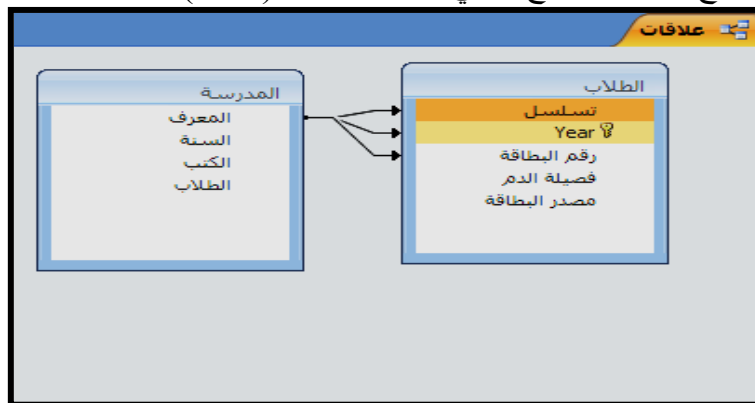 علاقات
الطلاب
تسلسل
Year
رقم البطاقة
فصيلة الدم
مصدر البطاقة
المدرسة
المعرف
السنة
الكتب
الطلاب